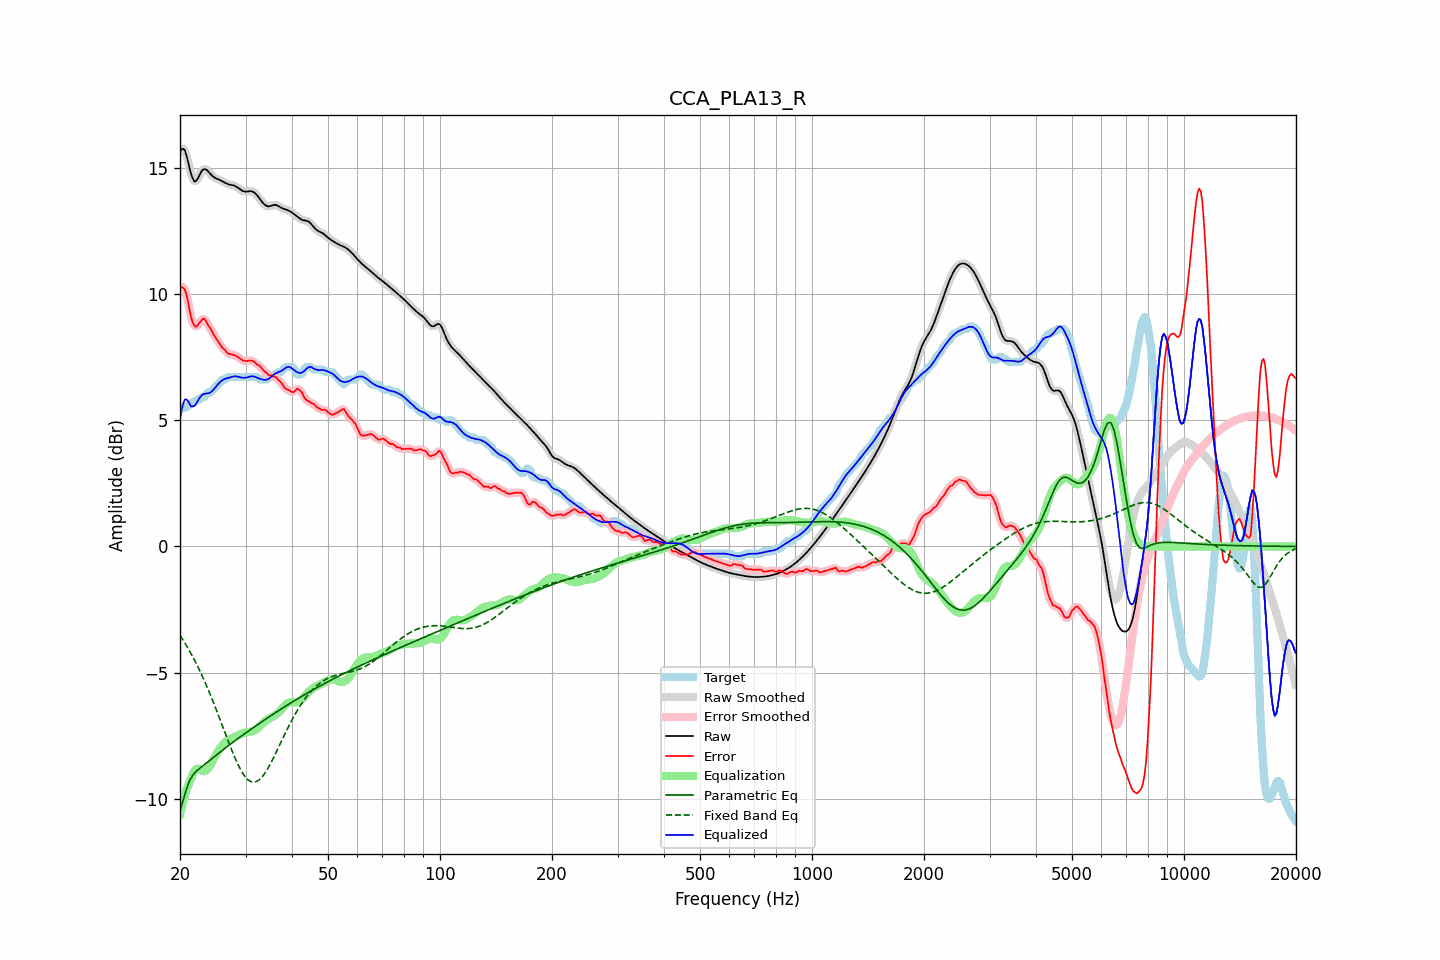 CCA_PLA13_R
Amplitude (dBr)
15
10
5
0
−5
−10
20
50
100
200
500
1000
2000
5000
10000
20000
Frequency (Hz)
Target
Raw Smoothed
Error Smoothed
Raw
Error
Equalization
Parametric Eq
Fixed Band Eq
Equalized